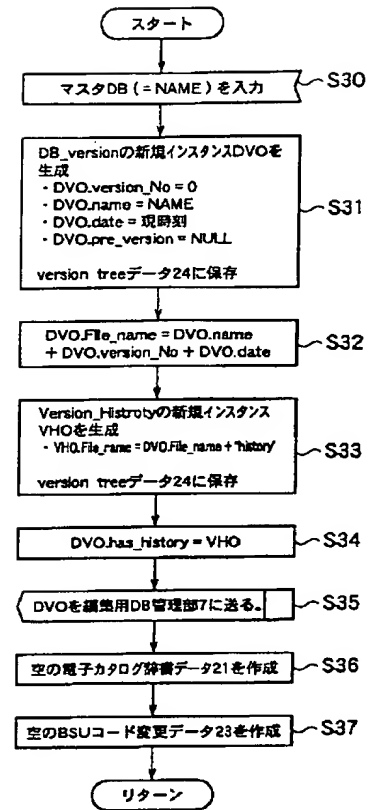 スタート
マスタDB(=NAME)を入力
S30
DB_versionの新規インスタンスDVOを
生成
・DVO.version_No = 0
・DVO.name = NAME
・DVO.date = 現時刻
・DVO.pre_version = NULL
version treeデータ24に保存
S31
DVO.File_name = DVO.name
+ DVO.version_No + DVO.date
S32
Version_Histrotyの新規インスタンス
VHOを生成
・VHO.File_name = DVO.File_name + "history"
version treeデータ24に保存
S33
DVO.has_history = VHO
S34
DVOを編集用DB管理部7に送る。
S35
空の電子カタログ辞書データ21を作成
S36
空のBSUコード変更データ23を作成
S37
リターン